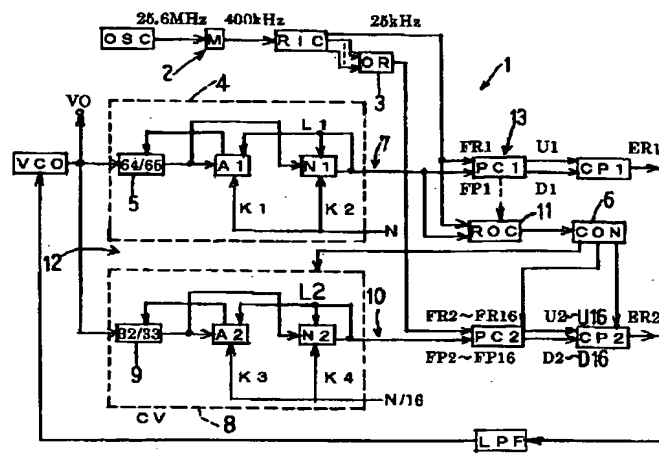 25.6MHz 400kHz 25kHz
OSC M RIC OR
2 3 1
VO 4 13
L1 7 FR1 U1 ER1
VCO 64/65 A1 N1 PC1 CP1
5 FP1 D1 11 6
K1 K2 N ROC CON
12
L2 10 FR2~FR16 U2~U16 ER2
32/33 A2 N2 PC2 CP2
9 FP2~FP16 D2~D16
K3 K4 N/16
CV 8
LPF